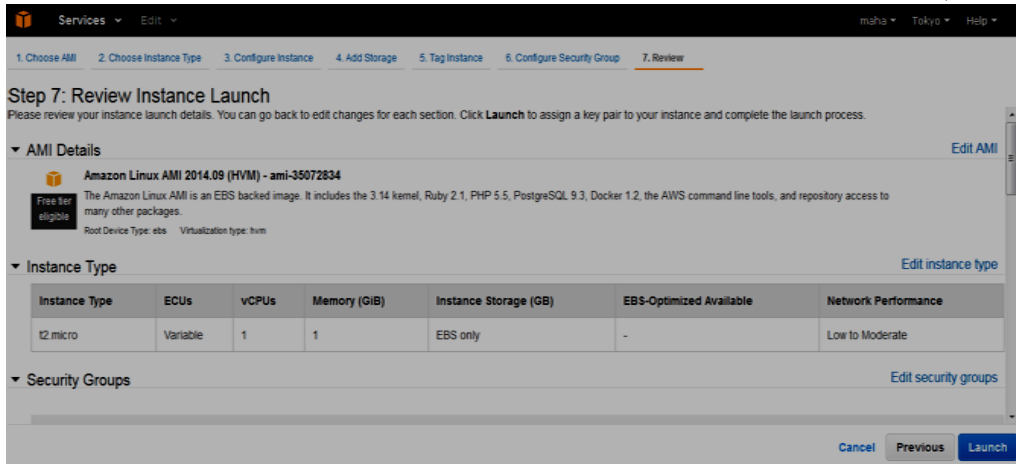 Services Edit maha Tokyo Help
1. Choose AMI 2. Choose Instance Type 3. Configure Instance 4. Add Storage 5. Tag Instance 6. Configure Security Group 7. Review
Step 7: Review Instance Launch
Please review your instance launch details. You can go back to edit changes for each section. Click Launch to assign a key pair to your instance and complete the launch process.
AMI Details Edit AMI
Amazon Linux AMI 2014.09 (HVM) - ami-35072834
Free tier eligible
The Amazon Linux AMI is an EBS backed image. It includes the 3.14 kernel, Ruby 2.1, PHP 5.5, PostgreSQL 9.3, Docker 1.2, the AWS command line tools, and repository access to
many other packages.
Root Device Type: ebs Virtualization type: hvm
Instance Type Edit instance type
Instance Type ECUs vCPUs Memory (GiB) Instance Storage (GB) EBS-Optimized Available Network Performance
t2.micro Variable 1 1 EBS only - Low to Moderate
Security Groups Edit security groups
Cancel Previous Launch